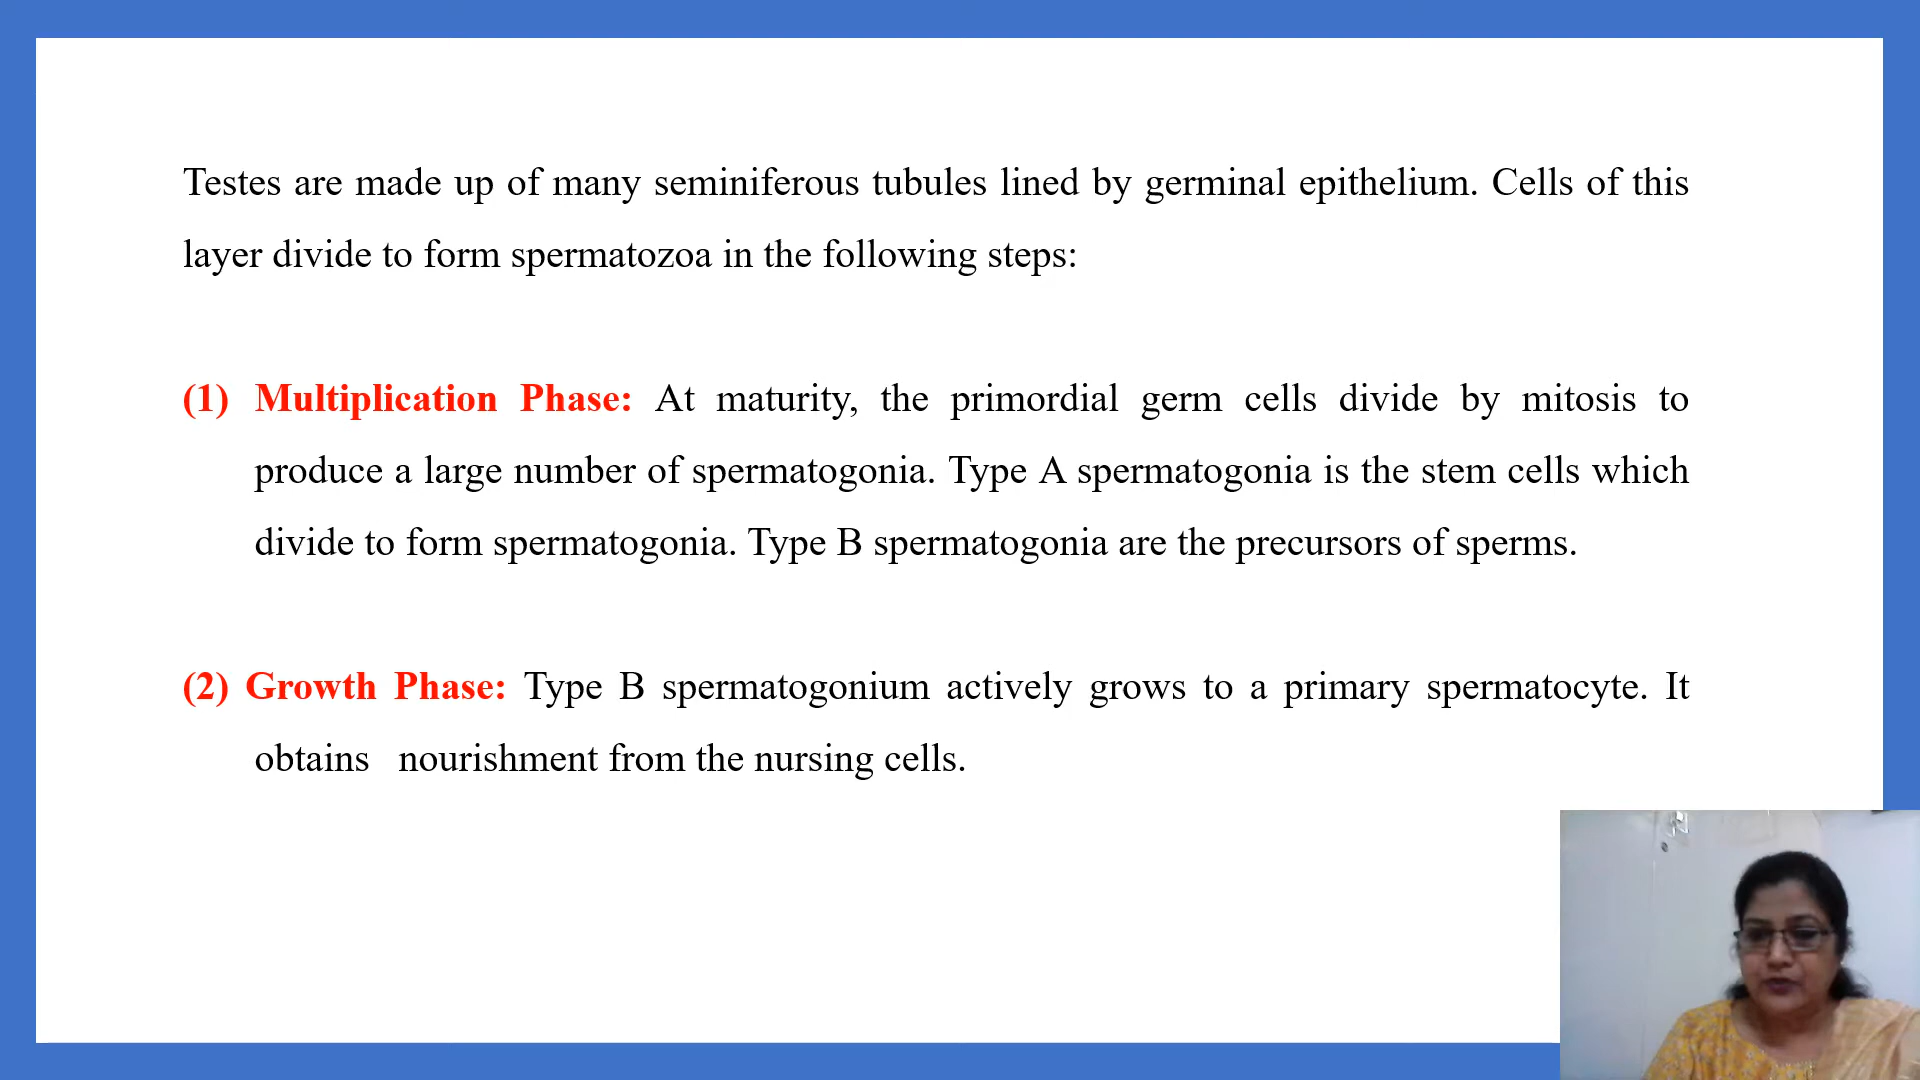 Testes are made up of many seminiferous tubules lined by germinal epithelium. Cells of this
layer divide to form spermatozoa in the following steps:
(1) Multiplication Phase: At maturity, the primordial germ cells divide by mitosis to
produce a large number of spermatogonia. Type A spermatogonia is the stem cells which
divide to form spermatogonia. Type B spermatogonia are the precursors of sperms.
(2) Growth Phase: Type B spermatogonium actively grows to a primary spermatocyte. It
obtains nourishment from the nursing cells.